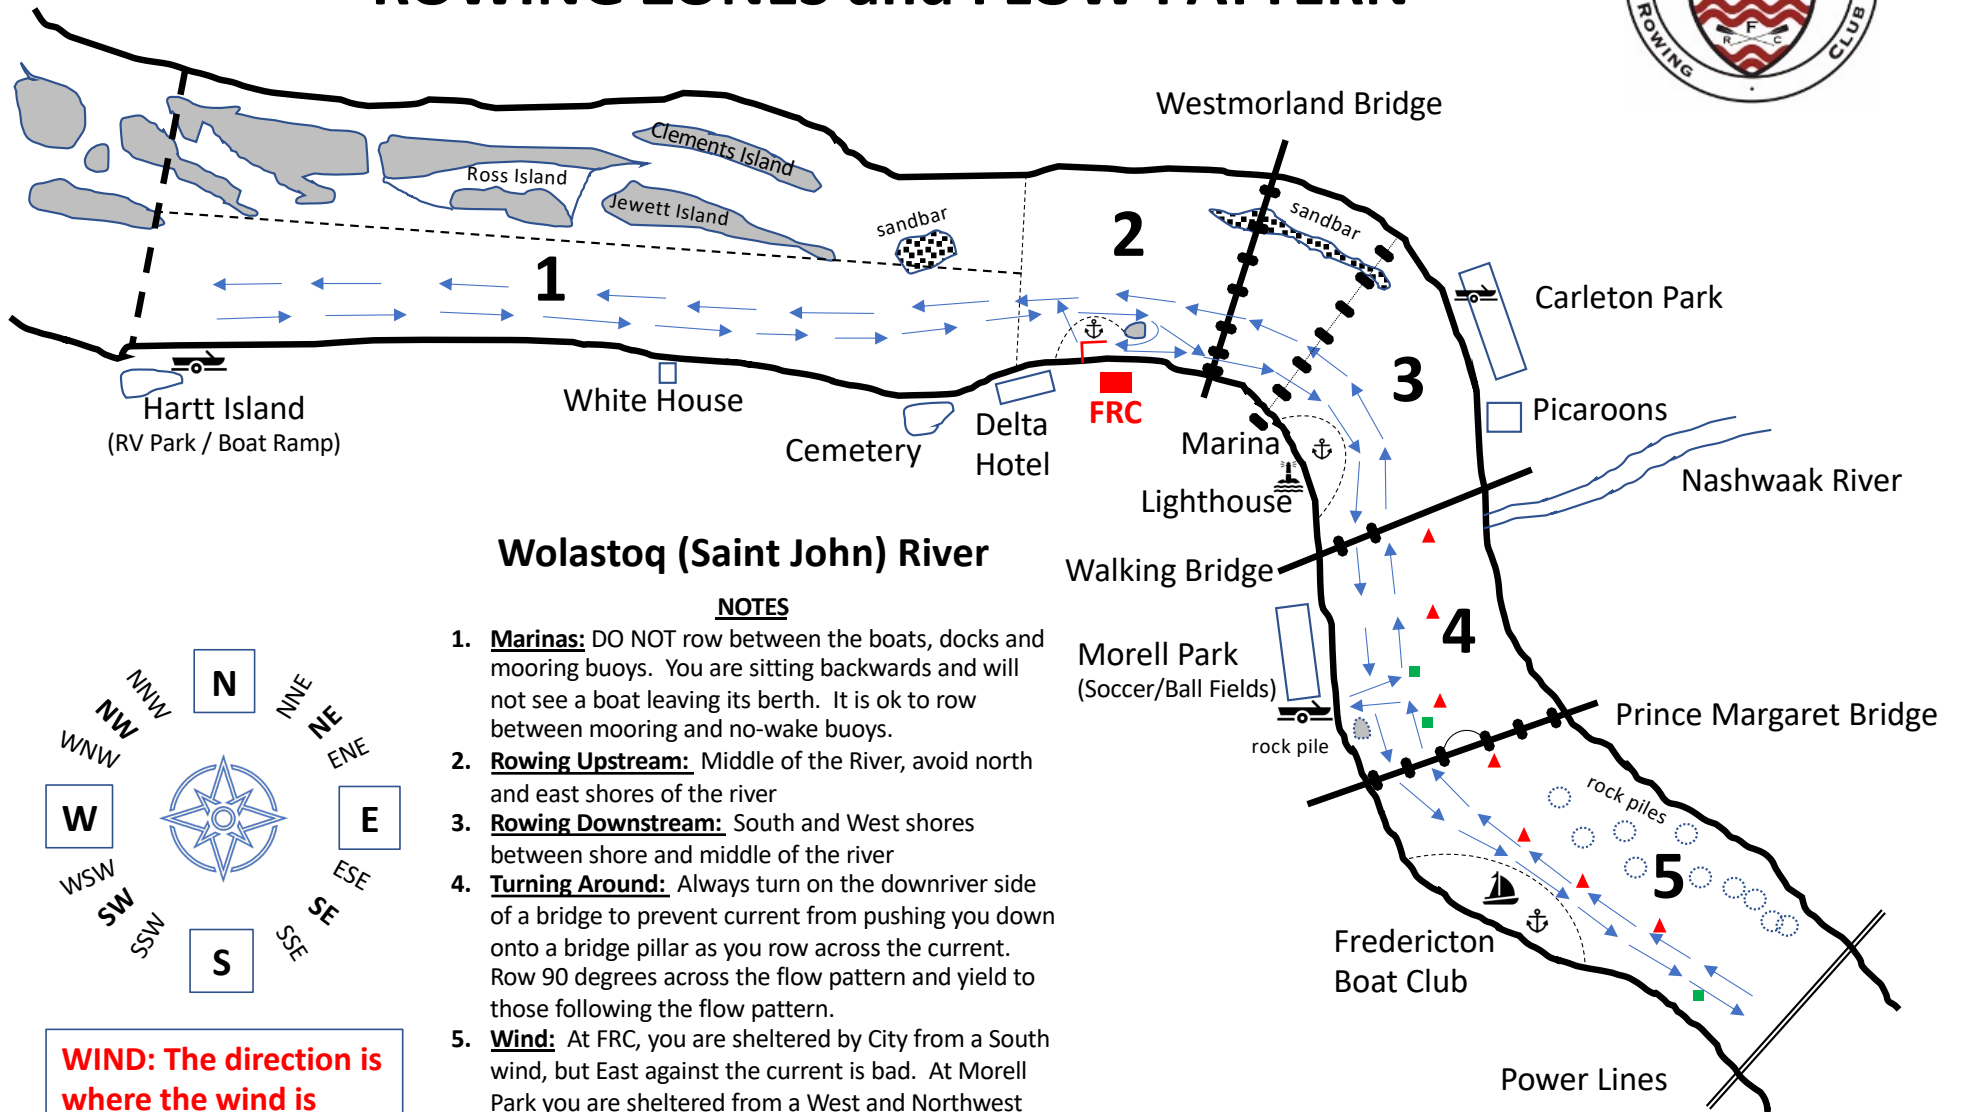 ROWING ZONES and FLOW PATTERN
ROWING
CLUB
F
R C
Westmorland Bridge
Clements Island
Ross Island
Jewett Island
sandbar
sandbar
1
2
3
Carleton Park
Hartt Island
(RV Park / Boat Ramp)
White House
Cemetery
Delta
Hotel
FRC
Marina
Lighthouse
Picaroons
Nashwaak River
Walking Bridge
4
Morell Park
(Soccer/Ball Fields)
rock pile
Prince Margaret Bridge
rock piles
5
Fredericton
Boat Club
Power Lines
Wolastoq (Saint John) River
NOTES
1. Marinas: DO NOT row between the boats, docks and
mooring buoys. You are sitting backwards and will
not see a boat leaving its berth. It is ok to row
between mooring and no-wake buoys.
2. Rowing Upstream: Middle of the River, avoid north
and east shores of the river
3. Rowing Downstream: South and West shores
between shore and middle of the river
4. Turning Around: Always turn on the downriver side
of a bridge to prevent current from pushing you down
onto a bridge pillar as you row across the current.
Row 90 degrees across the flow pattern and yield to
those following the flow pattern.
5. Wind: At FRC, you are sheltered by City from a South
wind, but East against the current is bad. At Morell
Park you are sheltered from a West and Northwest
N
NNE
NE
ENE
E
ESE
SE
SSE
S
SSW
SW
WSW
W
WNW
NW
NNW
WIND: The direction is
where the wind is